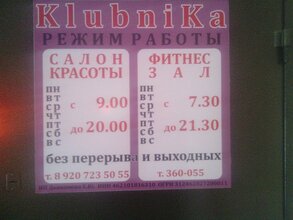 KlubniKa
РЕЖИМ РАБОТЫ
САЛОН КРАСОТЫ
ПН
ВТ
СР с 9.00
ЧТ
ПТ до 20.00
СБ
ВС
т. 8 920 723 50 55
ФИТНЕС ЗАЛ
ПН
ВТ
СР с 7.30
ЧТ
ПТ до 21.30
СБ
ВС
т. 360-055
без перерыва и выходных